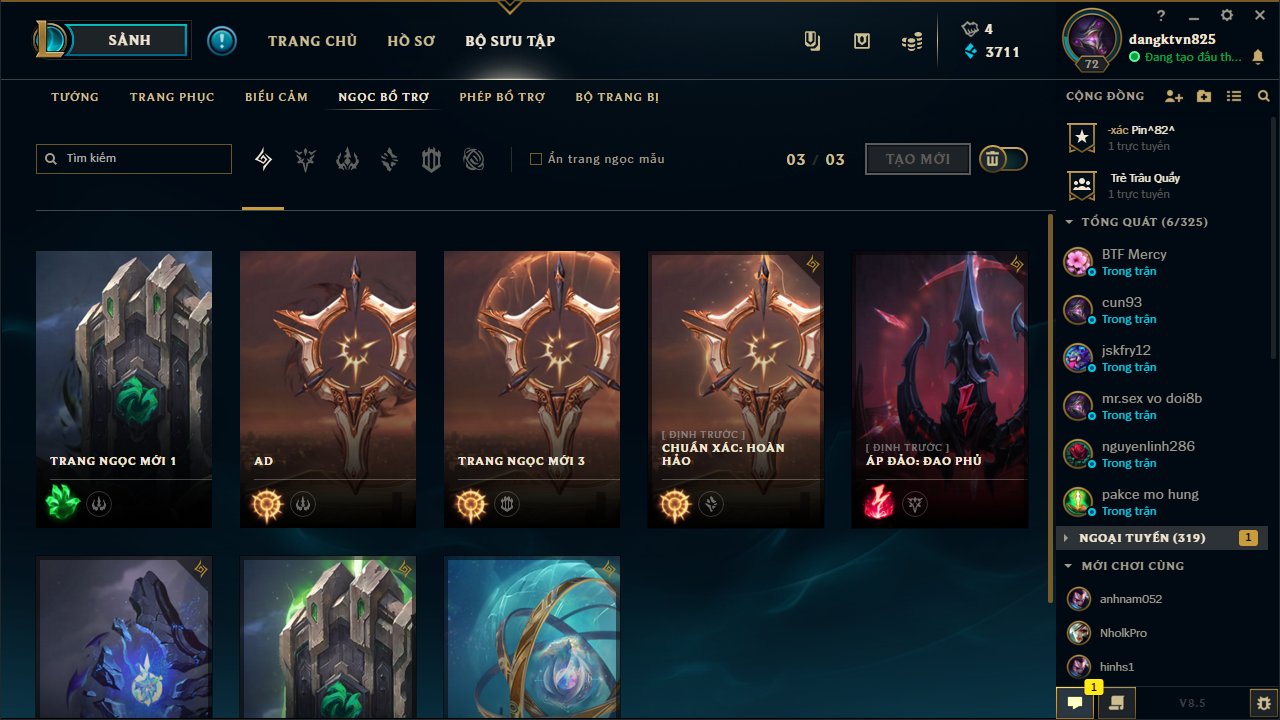 SẢNH
TRANG CHỦ
HỒ SƠ
BỘ SƯU TẬP
4
3711
?
72
dangktvn825
Đang tạo đấu th...
TƯỚNG
TRANG PHỤC
BIỂU CẢM
NGỌC BỔ TRỢ
PHÉP BỔ TRỢ
BỘ TRANG BỊ
CỘNG ĐỒNG
Tìm kiếm
Ẩn trang ngọc mẫu
03 / 03
TẠO MỚI
-xác Pin^82^
1 trực tuyến
Trẻ Trâu Quẩy
1 trực tuyến
TỔNG QUÁT (6/325)
BTF Mercy
Trong trận
cun93
Trong trận
jskfry12
Trong trận
mr.sex vo doi8b
Trong trận
nguyenlinh286
Trong trận
pakce mo hung
Trong trận
NGOẠI TUYẾN (319)
1
MỚI CHƠI CÙNG
anhnam052
NholkPro
hinhs1
TRANG NGỌC MỚI 1
AD
TRANG NGỌC MỚI 3
[ ĐỊNH TRƯỚC ]
CHUẨN XÁC: HOÀN
HẢO
[ ĐỊNH TRƯỚC ]
ÁP ĐẢO: ĐAO PHỦ
1
V8.5